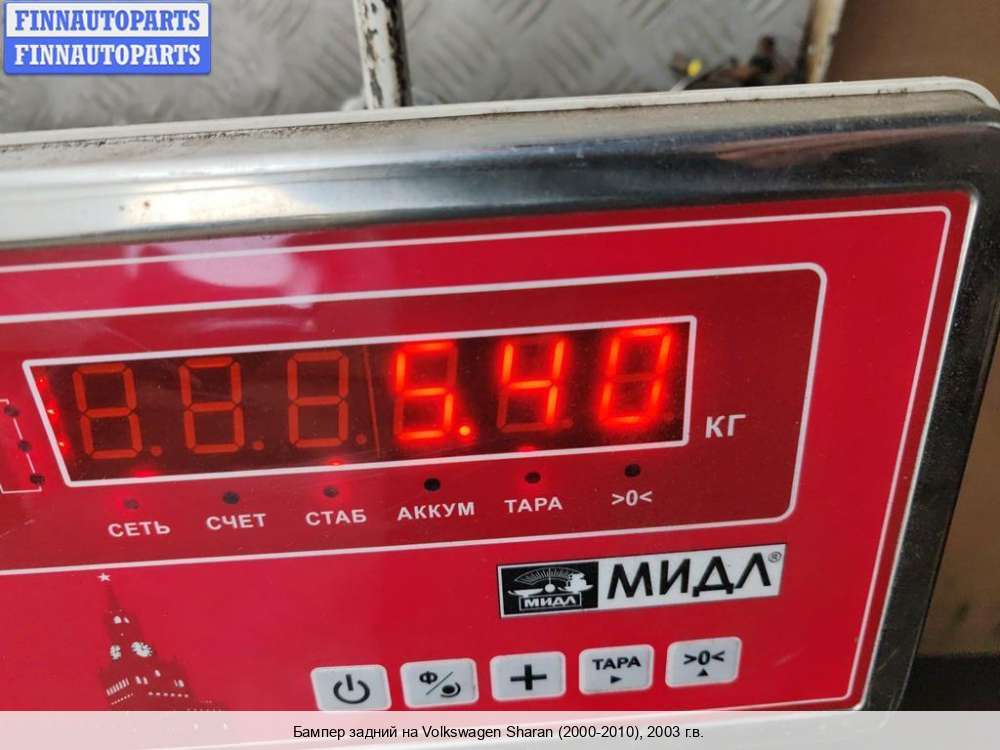 FINNAUTOPARTS
FINNAUTOPARTS
5.40 КГ
СЕТЬ СЧЕТ СТАБ АККУМ ТАРА >0<
МИДЛ МИДЛ®
Ф ТАРА >0<
Бампер задний на Volkswagen Sharan (2000-2010), 2003 г.в.